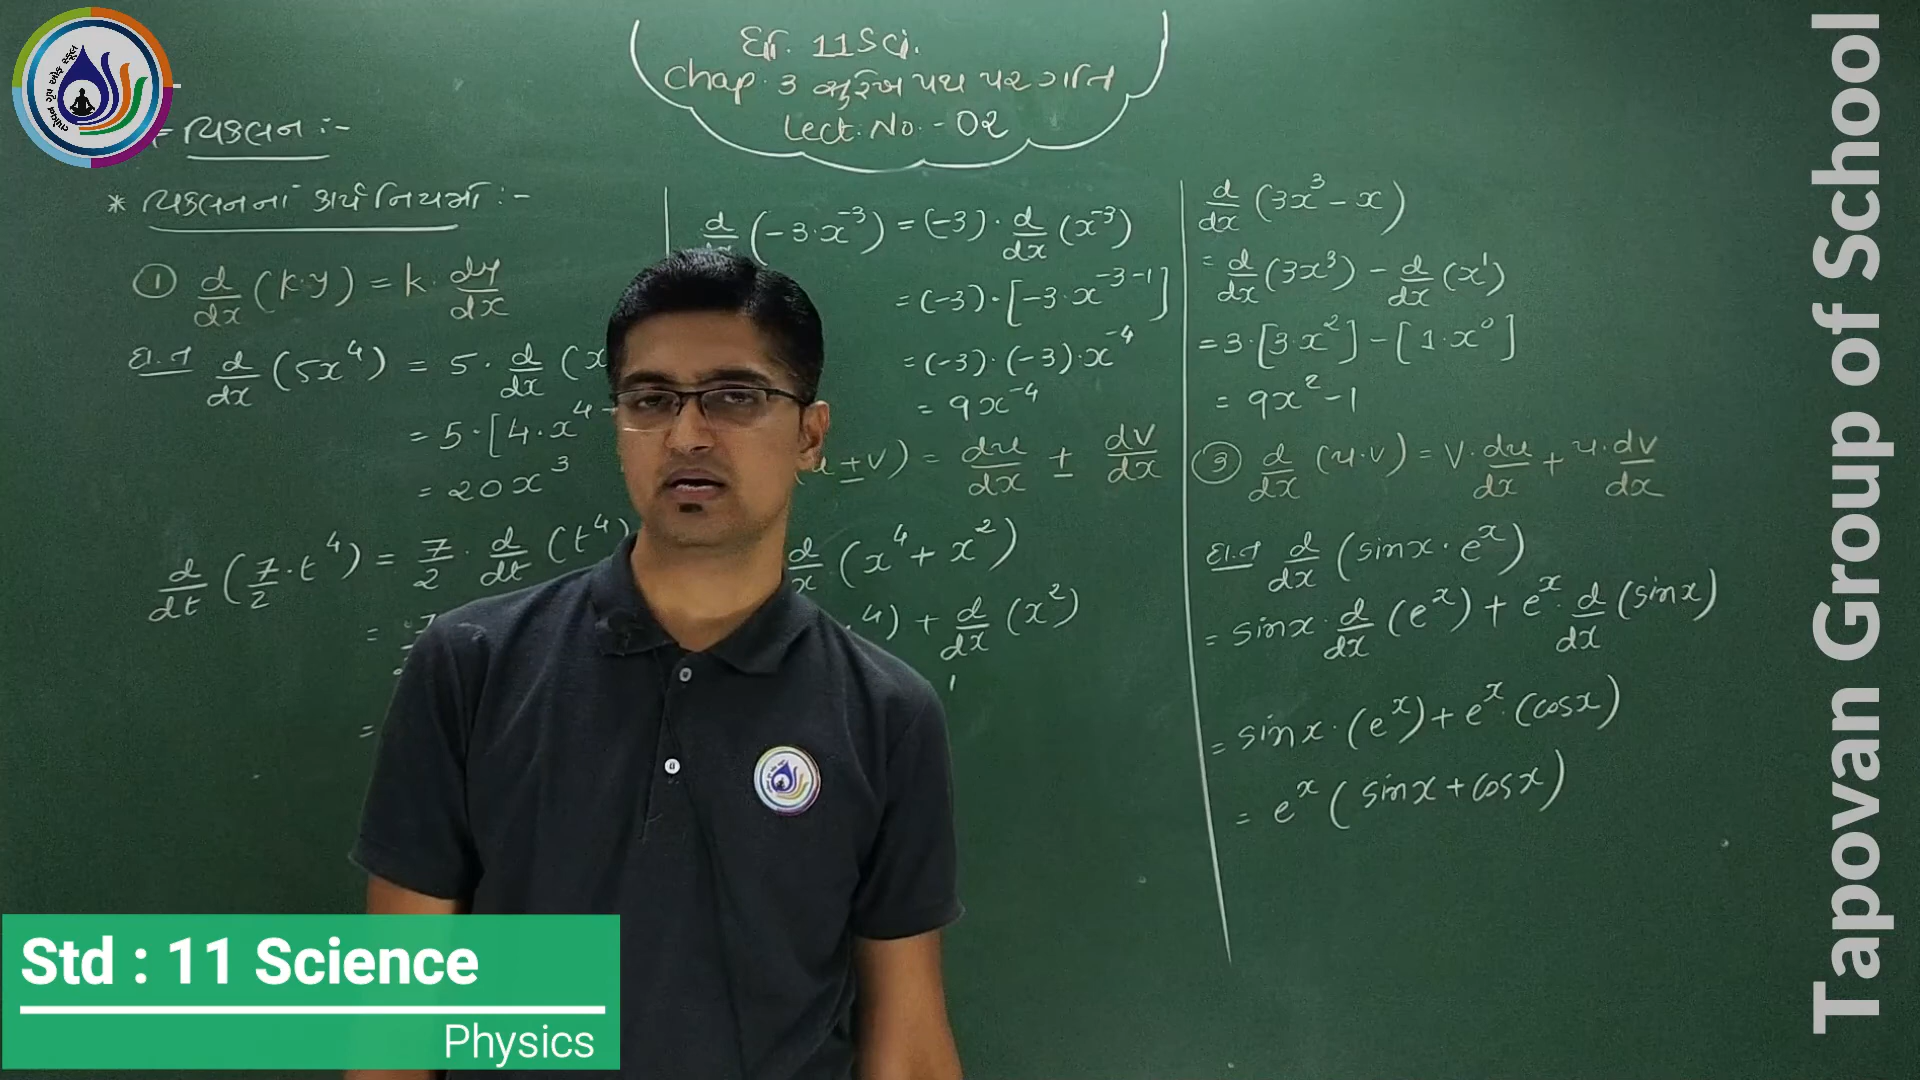 ધો. 11 Sci.
Chap. 3 સુરેખ પથ પર ગતિ
Lect. No. - 02
વિકલન :-
* વિકલનનાં કાર્ય નિયમો :-
① d/dx (k·y) = k · dy/dx
દા.ત d/dx (5x⁴) = 5 · d/dx (x
= 5·[4·x⁴⁻
= 20x³
d/dt (7/2·t⁴) = 7/2 · d/dt (t⁴)
=
=
d/dx (-3·x⁻³) = (-3)· d/dx (x⁻³)
= (-3)·[-3·x⁻³⁻¹]
= (-3)·(-3)·x⁻⁴
= 9x⁻⁴
±v) = du/dx ± dv/dx
(x⁴ + x²)
4) + d/dx (x²)
d/dx (3x³ - x)
= d/dx (3x³) - d/dx (x¹)
= 3·[3·x²] - [1·x⁰]
= 9x² - 1
③ d/dx (u·v) = v·du/dx + u·dv/dx
દા.ત d/dx (sinx · eˣ)
= sinx · d/dx (eˣ) + eˣ · d/dx (sinx)
= sinx·(eˣ) + eˣ·(cosx)
= eˣ (sinx + cosx)
Std : 11 Science
Physics
Tapovan Group of School